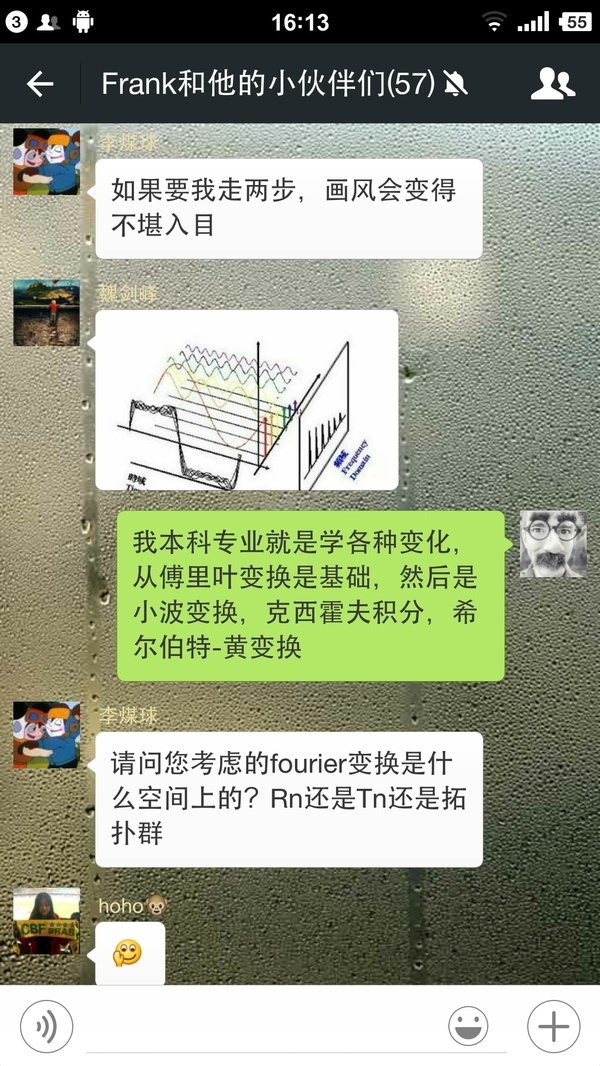 3
16:13
55
Frank和他的小伙伴们(57)
李煤球
如果要我走两步，画风会变得
不堪入目
魏剑峰
时域
频域
Frequency
Domain
我本科专业就是学各种变化，
从傅里叶变换是基础，然后是
小波变换，克西霍夫积分，希
尔伯特-黄变换
李煤球
请问您考虑的fourier变换是什
么空间上的？Rn还是Tn还是拓
扑群
hoho
CBF BRAS